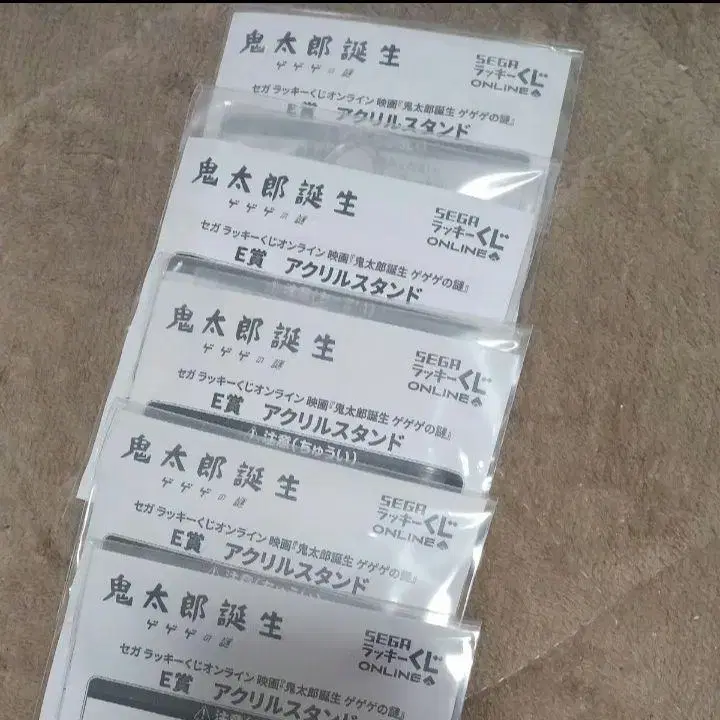 鬼太郎誕生
ゲゲゲの謎
SEGA
ラッキーくじ
ONLINE
セガ ラッキーくじオンライン 映画『鬼太郎誕生 ゲゲゲの謎』
E賞 アクリルスタンド
鬼太郎誕生
ゲゲゲの謎
SEGA
ラッキーくじ
ONLINE
セガ ラッキーくじオンライン 映画『鬼太郎誕生 ゲゲゲの謎』
E賞 アクリルスタンド
鬼太郎誕生
ゲゲゲの謎
SEGA
ラッキーくじ
ONLINE
セガ ラッキーくじオンライン 映画『鬼太郎誕生 ゲゲゲの謎』
E賞 アクリルスタンド
⚠注意(ちゅうい)
鬼太郎誕生
ゲゲゲの謎
SEGA
ラッキーくじ
ONLINE
セガ ラッキーくじオンライン 映画『鬼太郎誕生 ゲゲゲの謎』
E賞 アクリルスタンド
鬼太郎誕生
ゲゲゲの謎
SEGA
ラッキーくじ
ONLINE
セガ ラッキーくじオンライン 映画『鬼太郎誕生 ゲゲゲの謎』
E賞 アクリルスタンド